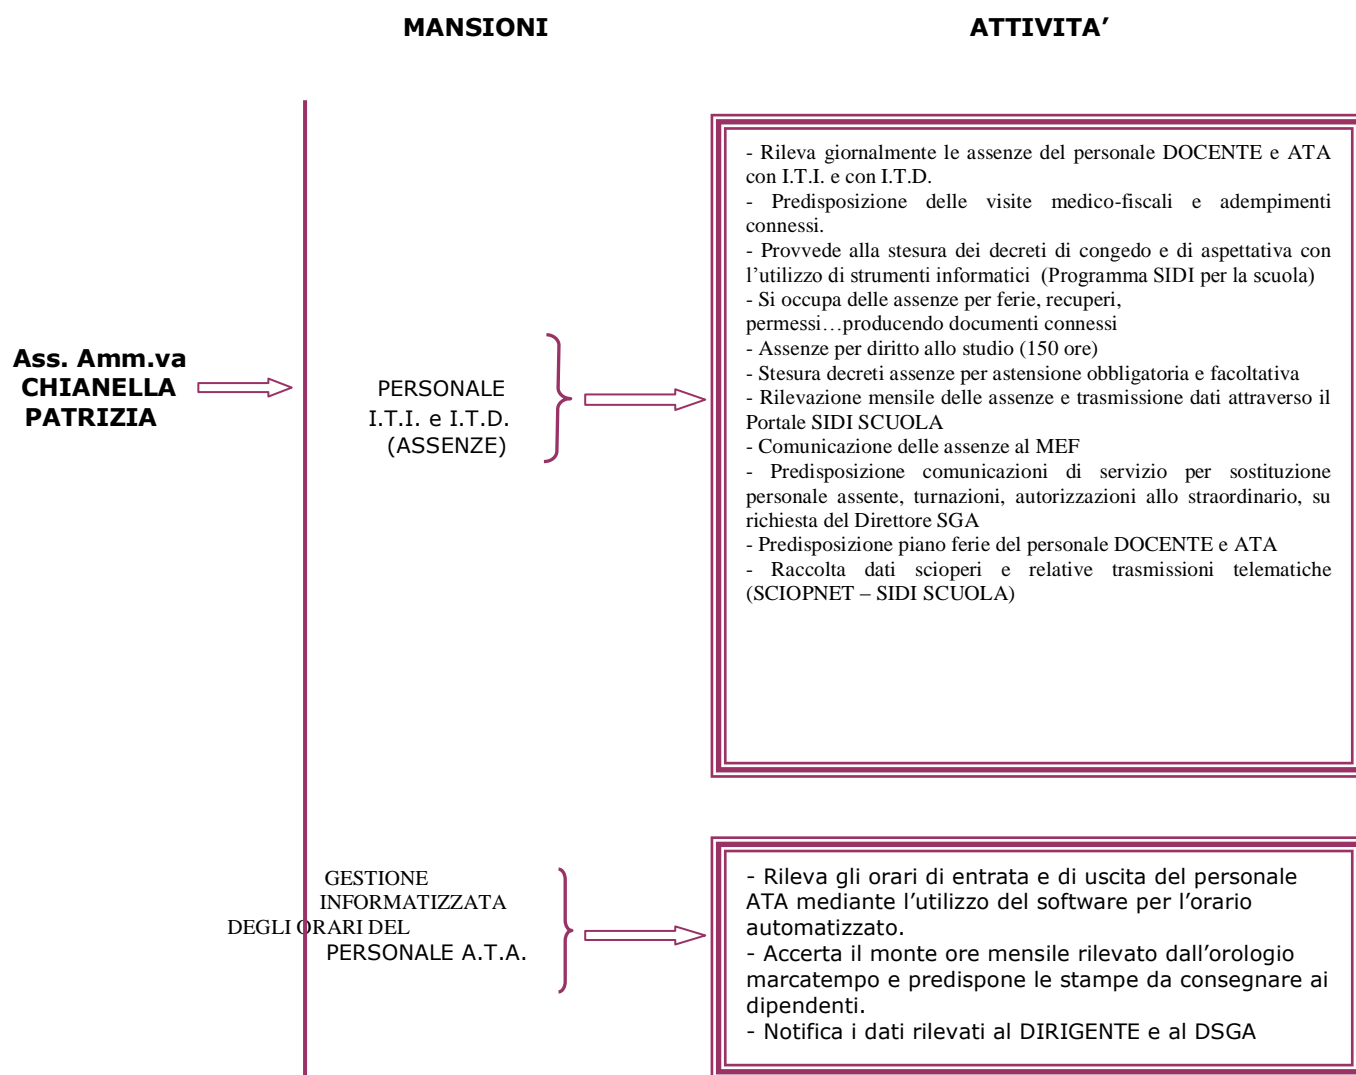 MANSIONI
ATTIVITA’
Ass. Amm.va
CHIANELLA
PATRIZIA
PERSONALE
I.T.I. e I.T.D.
(ASSENZE)
- Rileva giornalmente le assenze del personale DOCENTE e ATA
con I.T.I. e con I.T.D.
- Predisposizione delle visite medico-fiscali e adempimenti
connessi.
- Provvede alla stesura dei decreti di congedo e di aspettativa con
l’utilizzo di strumenti informatici (Programma SIDI per la scuola)
- Si occupa delle assenze per ferie, recuperi,
permessi…producendo documenti connessi
- Assenze per diritto allo studio (150 ore)
- Stesura decreti assenze per astensione obbligatoria e facoltativa
- Rilevazione mensile delle assenze e trasmissione dati attraverso il
Portale SIDI SCUOLA
- Comunicazione delle assenze al MEF
- Predisposizione comunicazioni di servizio per sostituzione
personale assente, turnazioni, autorizzazioni allo straordinario, su
richiesta del Direttore SGA
- Predisposizione piano ferie del personale DOCENTE e ATA
- Raccolta dati scioperi e relative trasmissioni telematiche
(SCIOPNET – SIDI SCUOLA)
GESTIONE
INFORMATIZZATA
DEGLI ORARI DEL
PERSONALE A.T.A.
- Rileva gli orari di entrata e di uscita del personale
ATA mediante l’utilizzo del software per l’orario
automatizzato.
- Accerta il monte ore mensile rilevato dall’orologio
marcatempo e predispone le stampe da consegnare ai
dipendenti.
- Notifica i dati rilevati al DIRIGENTE e al DSGA